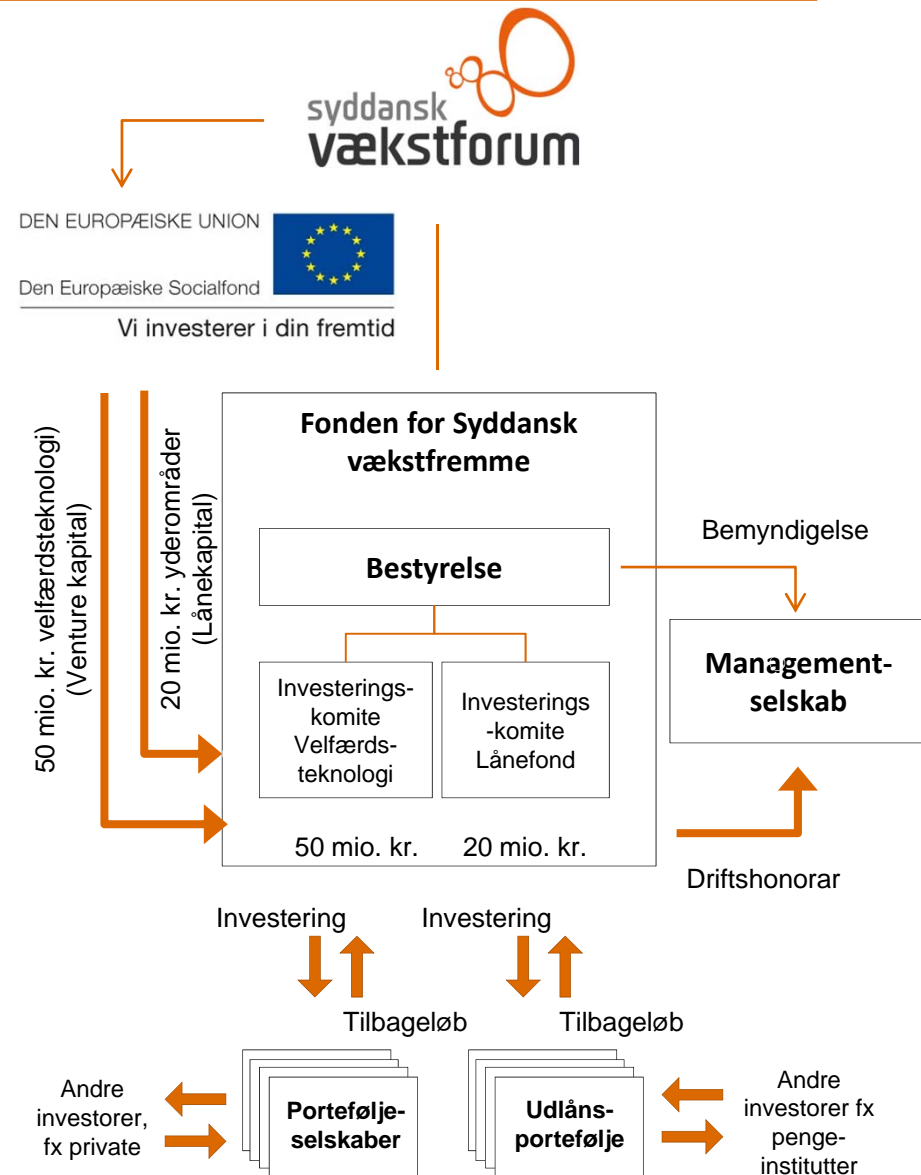 syddansk
vækstforum
DEN EUROPÆISKE UNION
Den Europæiske Socialfond
Vi investerer i din fremtid
50 mio. kr. velfærdsteknologi)
(Venture kapital)
20 mio. kr. yderområder
(Lånekapital)
Fonden for Syddansk
vækstfremme
Bestyrelse
Bemyndigelse
Investerings-
komite
Velfærds-
teknologi
Investerings
-komite
Lånefond
Management-
selskab
50 mio. kr.
20 mio. kr.
Driftshonorar
Investering
Investering
Tilbageløb
Tilbageløb
Andre
investorer,
fx private
Portefølje-
selskaber
Udlåns-
portefølje
Andre
investorer fx
penge-
institutter